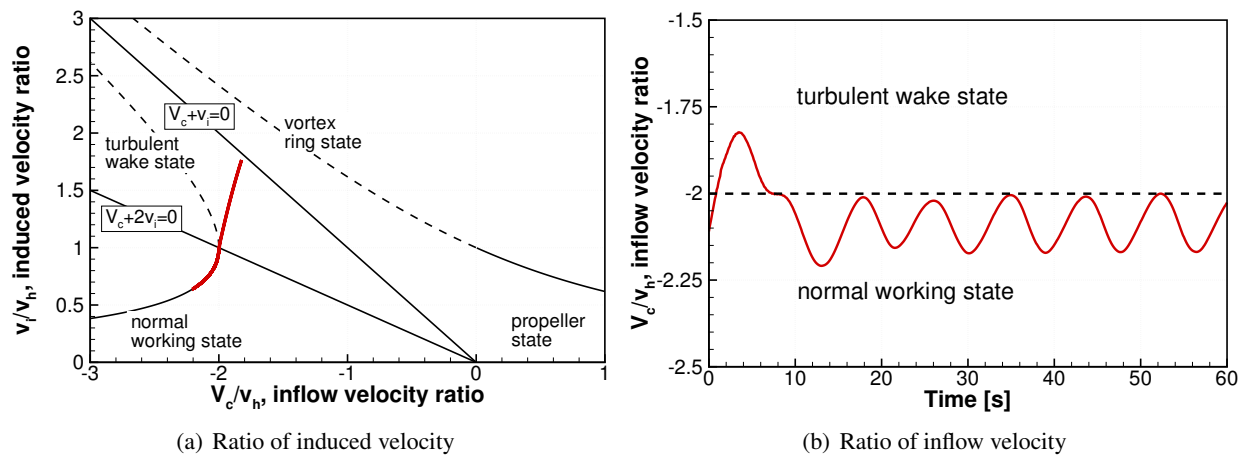 3
2.5
2
1.5
1
0.5
0
-3
-2
-1
0
1
v_i/v_h, induced velocity ratio
V_c/v_h, inflow velocity ratio
V_c+v_i=0
V_c+2v_i=0
turbulent
wake state
vortex
ring state
normal
working state
propeller
state
(a) Ratio of induced velocity
-1.5
-1.75
-2
-2.25
-2.5
0
10
20
30
40
50
60
V_c/v_h, inflow velocity ratio
Time [s]
turbulent wake state
normal working state
(b) Ratio of inflow velocity